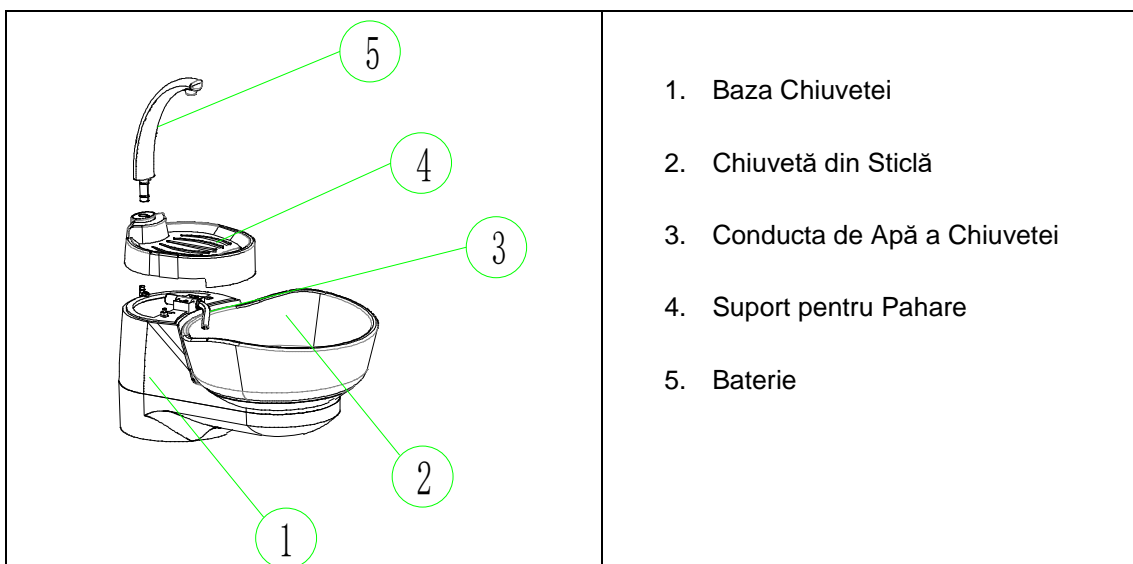 5
4
3
2
1
1. Baza Chiuvetei
2. Chiuvetă din Sticlă
3. Conducta de Apă a Chiuvetei
4. Suport pentru Pahare
5. Baterie